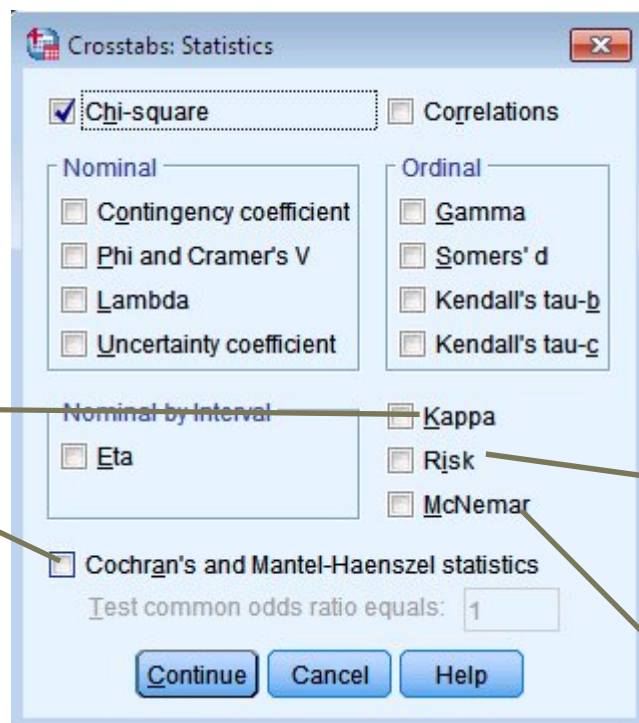 Crosstabs: Statistics
Chi-square
Correlations
Nominal
Contingency coefficient
Phi and Cramer's V
Lambda
Uncertainty coefficient
Ordinal
Gamma
Somers' d
Kendall's tau-b
Kendall's tau-c
Nominal by Interval
Eta
Kappa
Risk
McNemar
Cochran's and Mantel-Haenszel statistics
Test common odds ratio equals: 1
Continue Cancel Help